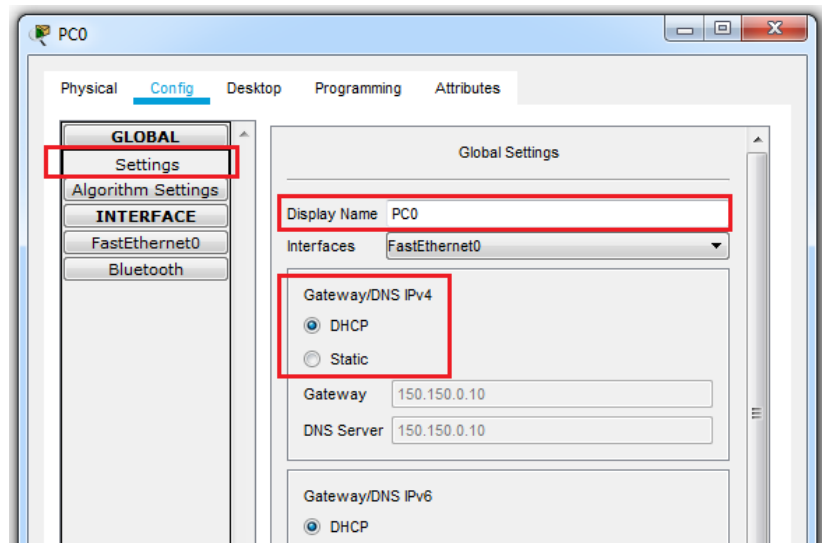 PC0
Physical Config Desktop Programming Attributes
GLOBAL
Settings
Algorithm Settings
INTERFACE
FastEthernet0
Bluetooth
Global Settings
Display Name PC0
Interfaces FastEthernet0
Gateway/DNS IPv4
DHCP
Static
Gateway 150.150.0.10
DNS Server 150.150.0.10
Gateway/DNS IPv6
DHCP